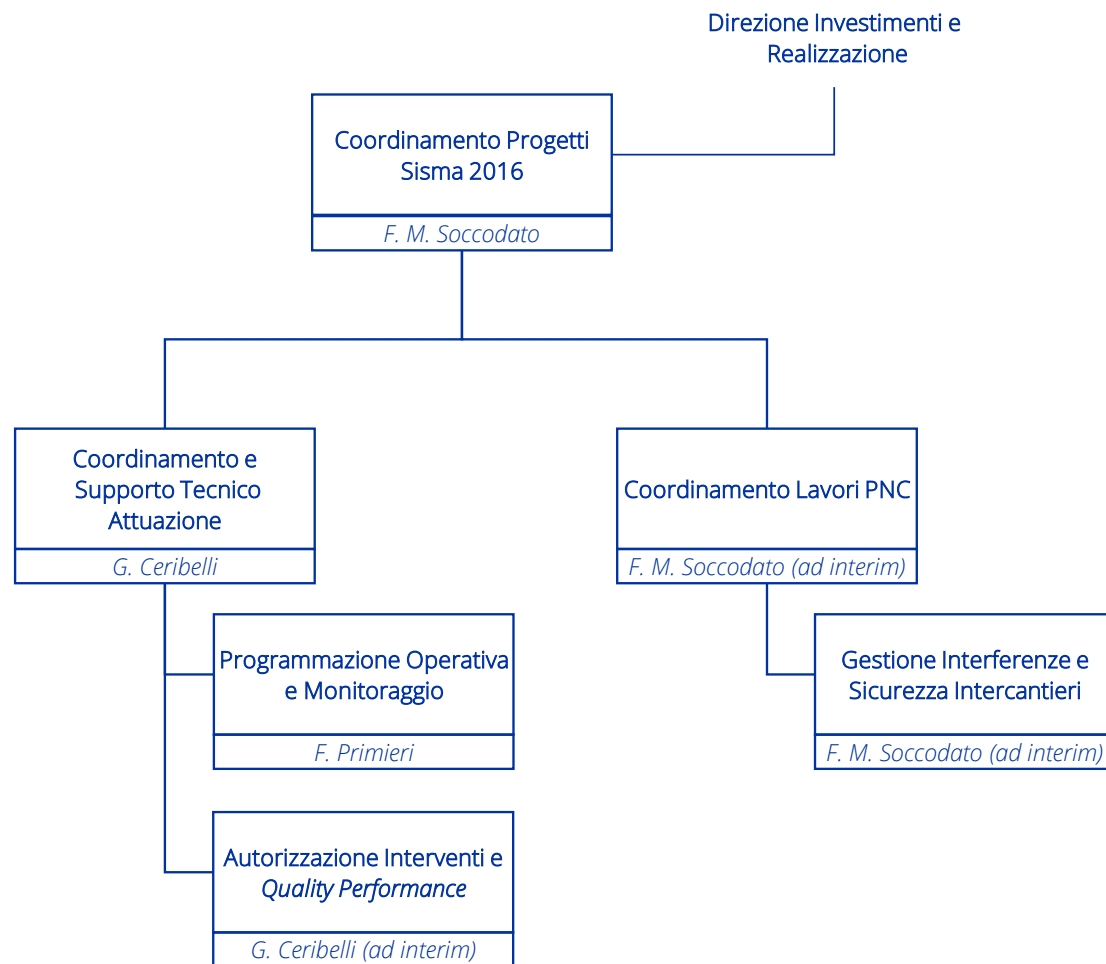 Direzione Investimenti e
Realizzazione
Coordinamento Progetti
Sisma 2016
F. M. Soccodato
Coordinamento e
Supporto Tecnico
Attuazione
G. Ceribelli
Coordinamento Lavori PNC
F. M. Soccodato (ad interim)
Programmazione Operativa
e Monitoraggio
F. Primieri
Gestione Interferenze e
Sicurezza Intercantieri
F. M. Soccodato (ad interim)
Autorizzazione Interventi e
Quality Performance
G. Ceribelli (ad interim)